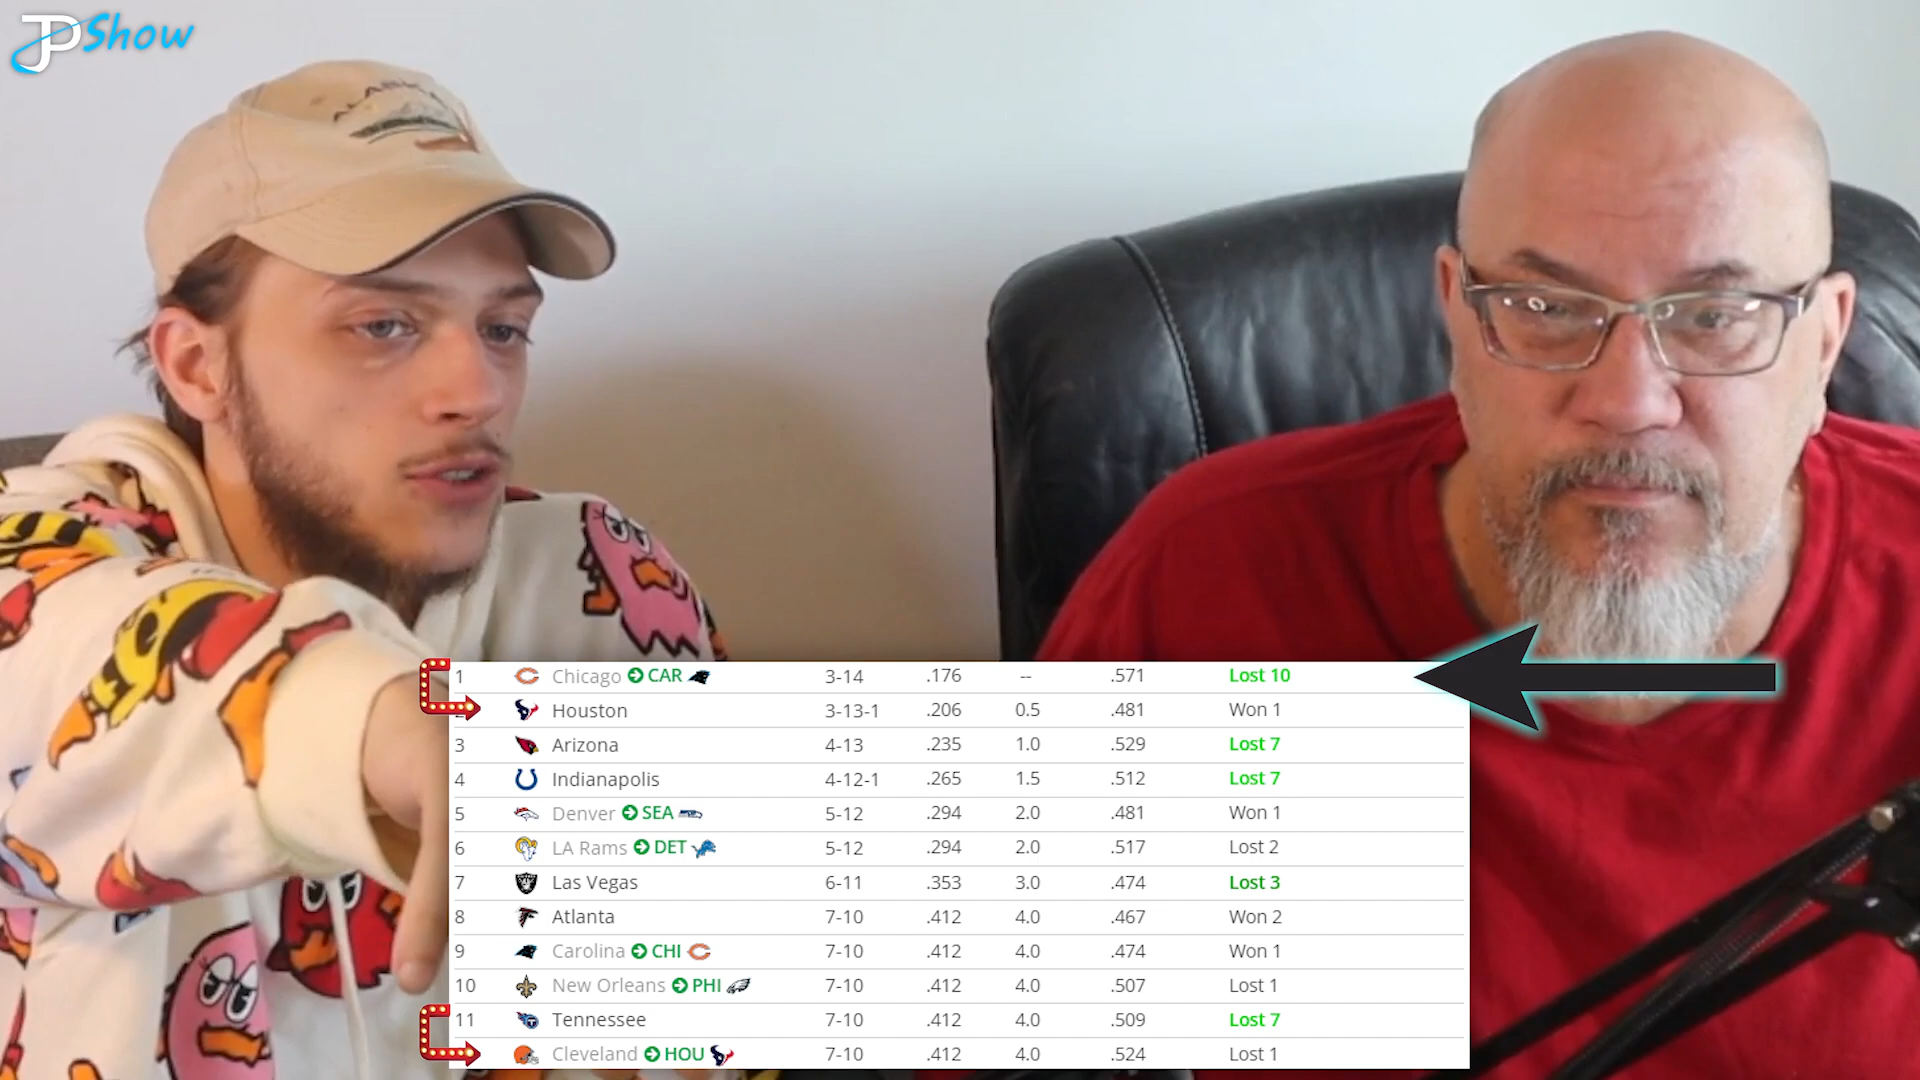 JP Show
ALASKA
1 Chicago CAR 3-14 .176 -- .571 Lost 10
Houston 3-13-1 .206 0.5 .481 Won 1
3 Arizona 4-13 .235 1.0 .529 Lost 7
4 Indianapolis 4-12-1 .265 1.5 .512 Lost 7
5 Denver SEA 5-12 .294 2.0 .481 Won 1
6 LA Rams DET 5-12 .294 2.0 .517 Lost 2
7 Las Vegas 6-11 .353 3.0 .474 Lost 3
8 Atlanta 7-10 .412 4.0 .467 Won 2
9 Carolina CHI 7-10 .412 4.0 .474 Won 1
10 New Orleans PHI 7-10 .412 4.0 .507 Lost 1
11 Tennessee 7-10 .412 4.0 .509 Lost 7
Cleveland HOU 7-10 .412 4.0 .524 Lost 1